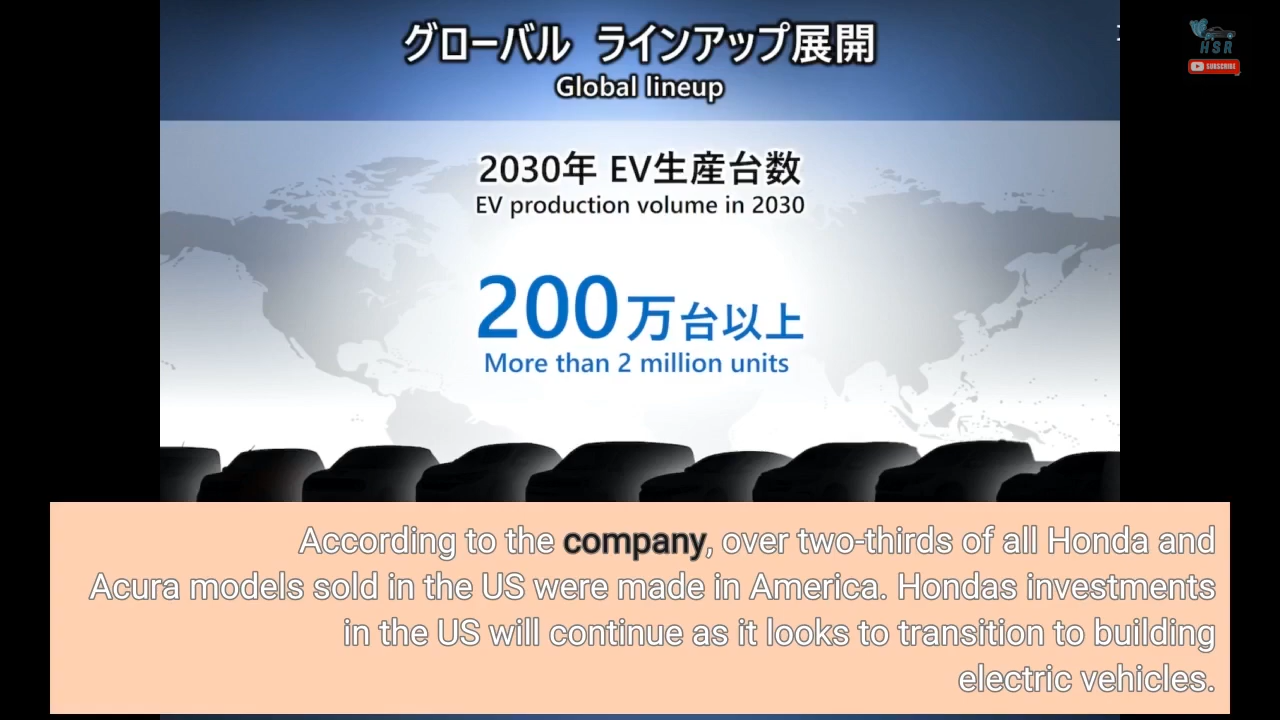 グローバル ラインアップ展開
Global lineup
HSR
SUBSCRIBE
2030年 EV生産台数
EV production volume in 2030
200万台以上
More than 2 million units
According to the company, over two-thirds of all Honda and
Acura models sold in the US were made in America. Hondas investments
in the US will continue as it looks to transition to building
electric vehicles.